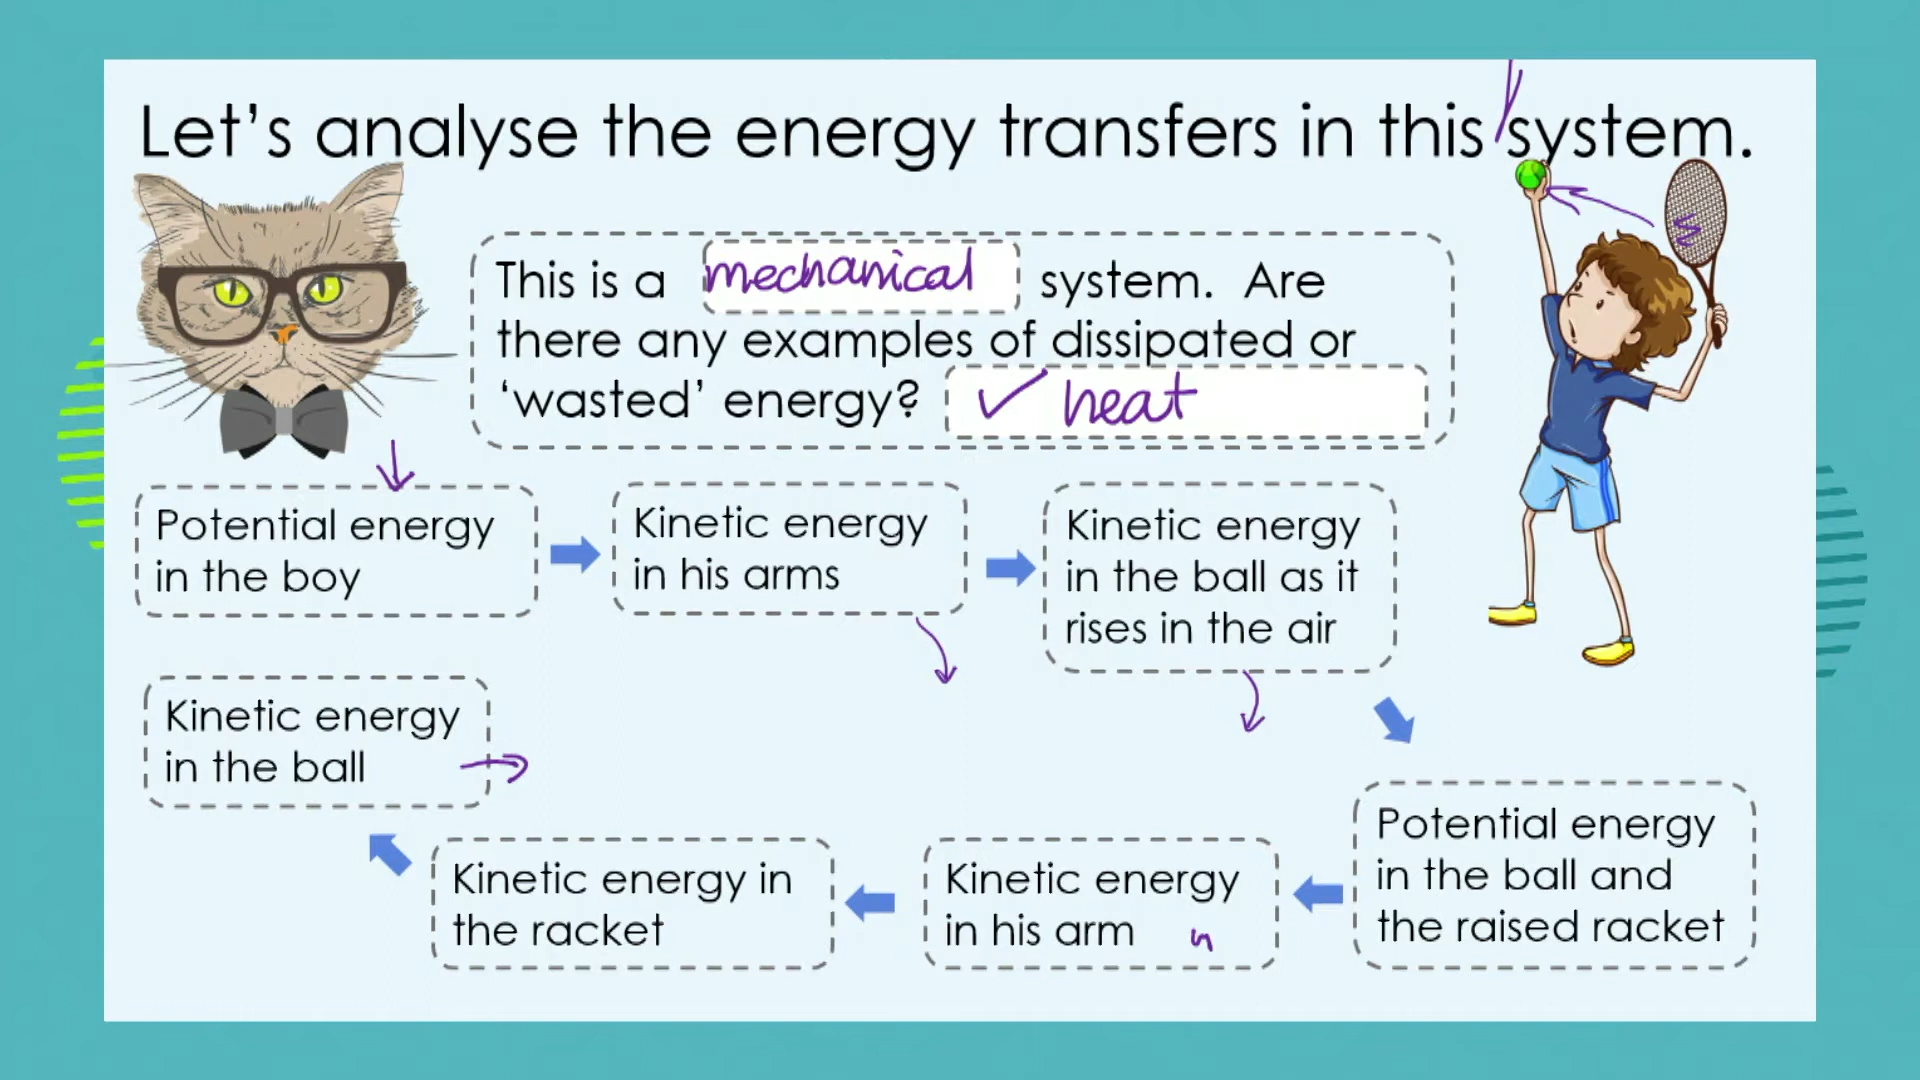 Let's analyse the energy transfers in this system.
This is a mechanical system. Are
there any examples of dissipated or
'wasted' energy? ✓ heat
Potential energy
in the boy
Kinetic energy
in his arms
Kinetic energy
in the ball as it
rises in the air
Potential energy
in the ball and
the raised racket
Kinetic energy
in his arm
Kinetic energy in
the racket
Kinetic energy
in the ball